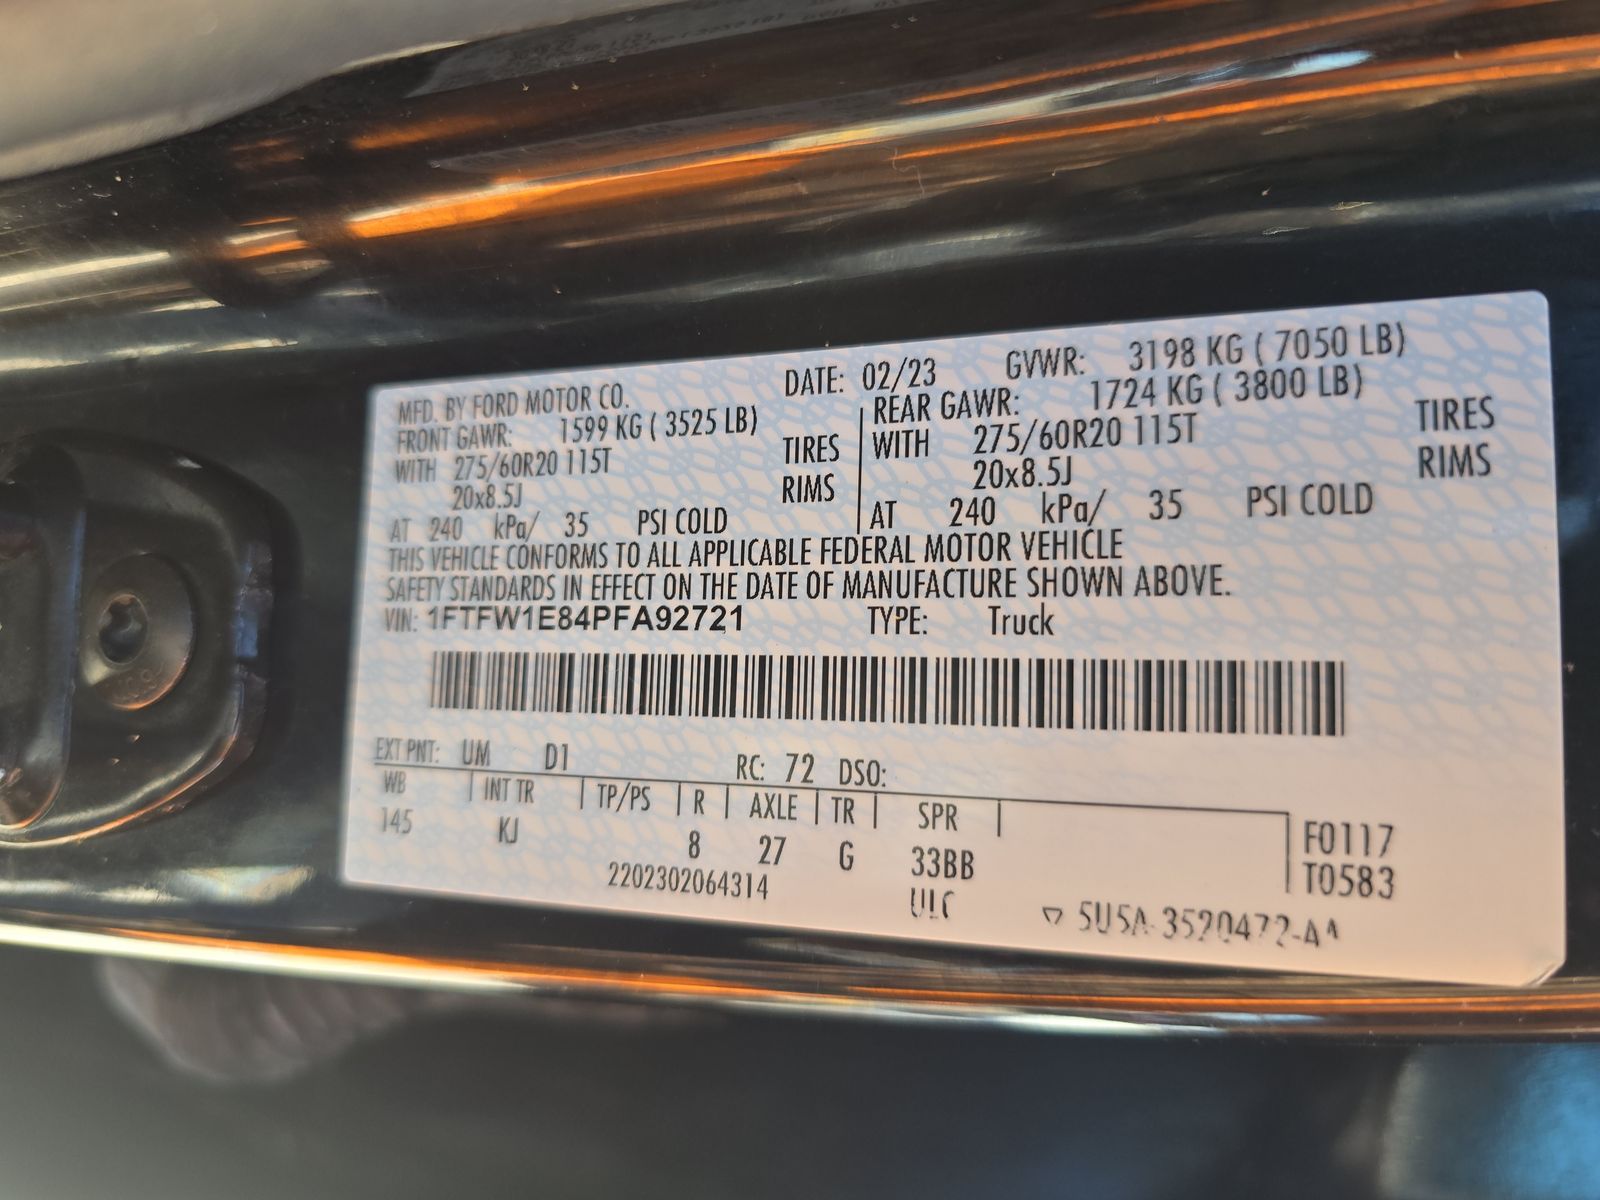 MFD. BY FORD MOTOR CO. DATE: 02/23 GVWR: 3198 KG ( 7050 LB)
FRONT GAWR: 1599 KG ( 3525 LB) REAR GAWR: 1724 KG ( 3800 LB)
WITH 275/60R20 115T TIRES WITH 275/60R20 115T TIRES
20x8.5J RIMS 20x8.5J RIMS
AT 240 kPa/ 35 PSI COLD AT 240 kPa/ 35 PSI COLD
THIS VEHICLE CONFORMS TO ALL APPLICABLE FEDERAL MOTOR VEHICLE
SAFETY STANDARDS IN EFFECT ON THE DATE OF MANUFACTURE SHOWN ABOVE.
VIN: 1FTFW1E84PFA92721 TYPE: Truck
EXT PNT: UM D1 RC: 72 DSO:
WB INT TR TP/PS R AXLE TR SPR
145 KJ 8 27 G 33BB F0117
2202302064314 T0583
ULC 5U5A-3520472-AA